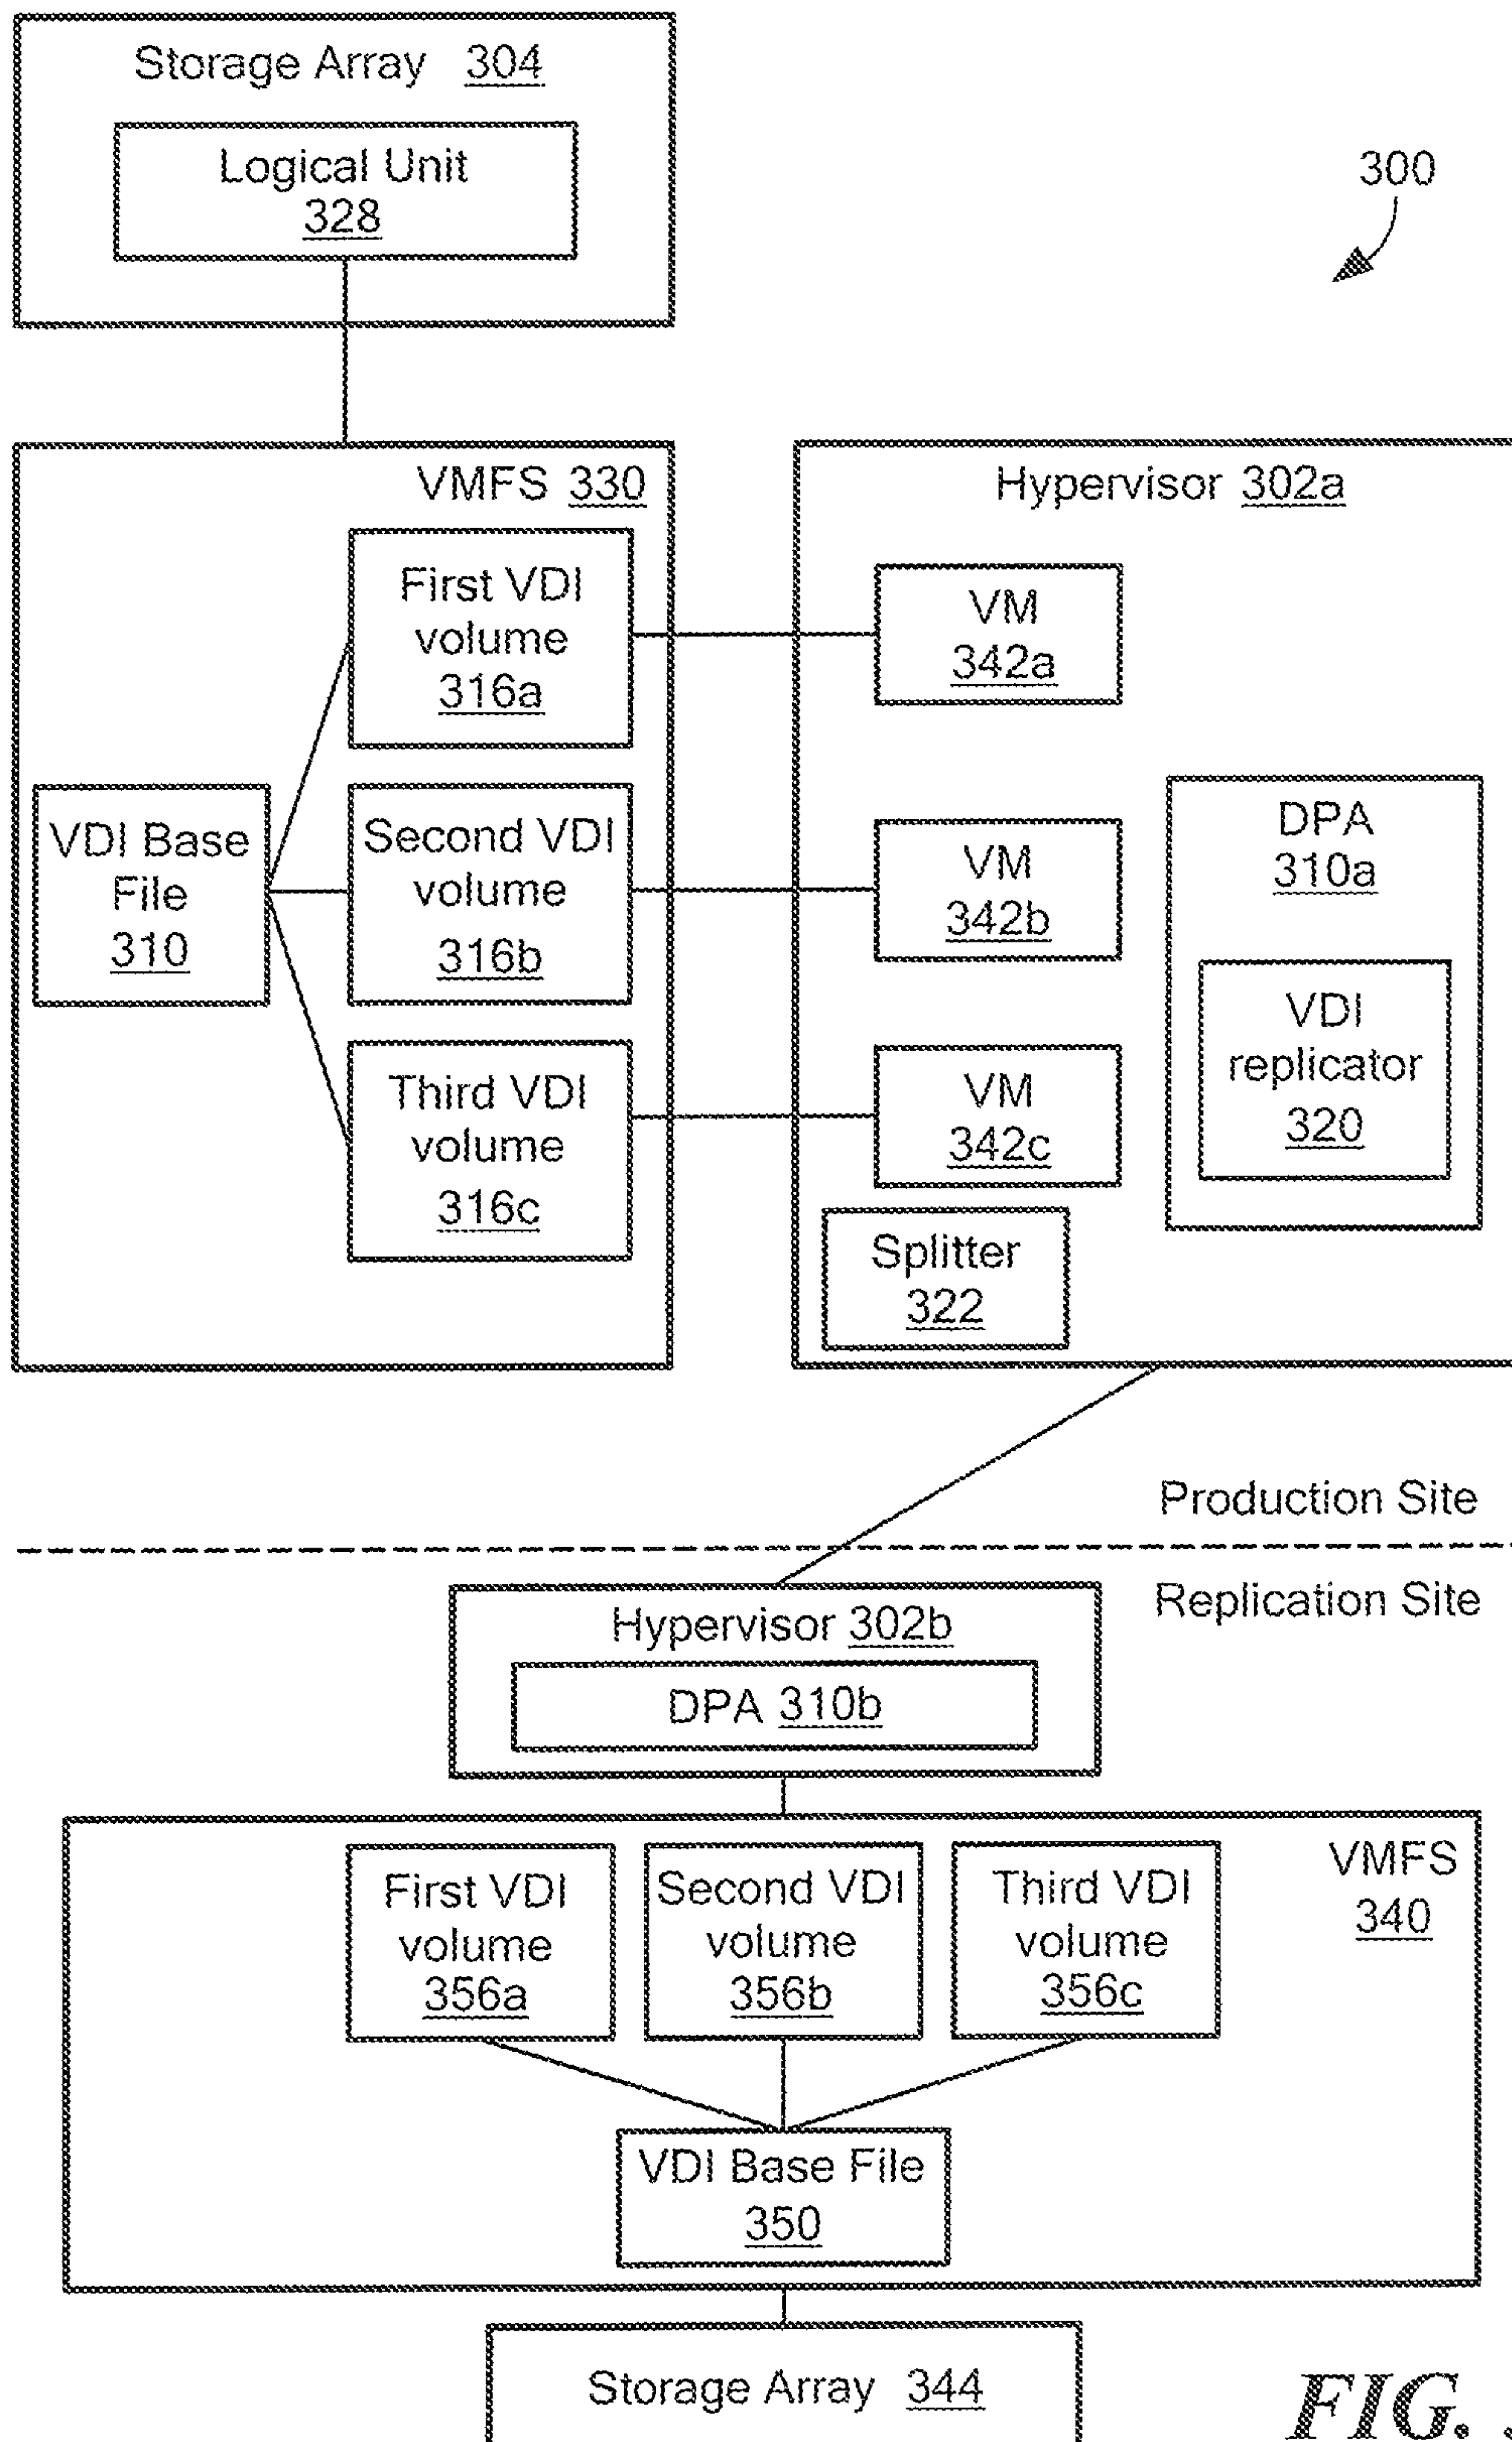 Storage Array 304
Logical Unit
328
300
VMFS 330
First VDI
volume
316a
VDI Base
File
310
Second VDI
volume
316b
Third VDI
volume
316c
Hypervisor 302a
VM
342a
VM
342b
VM
342c
DPA
310a
VDI
replicator
320
Splitter
322
Production Site
Replication Site
Hypervisor 302b
DPA 310b
VMFS
340
First VDI
volume
356a
Second VDI
volume
356b
Third VDI
volume
356c
VDI Base File
350
Storage Array 344
FIG.